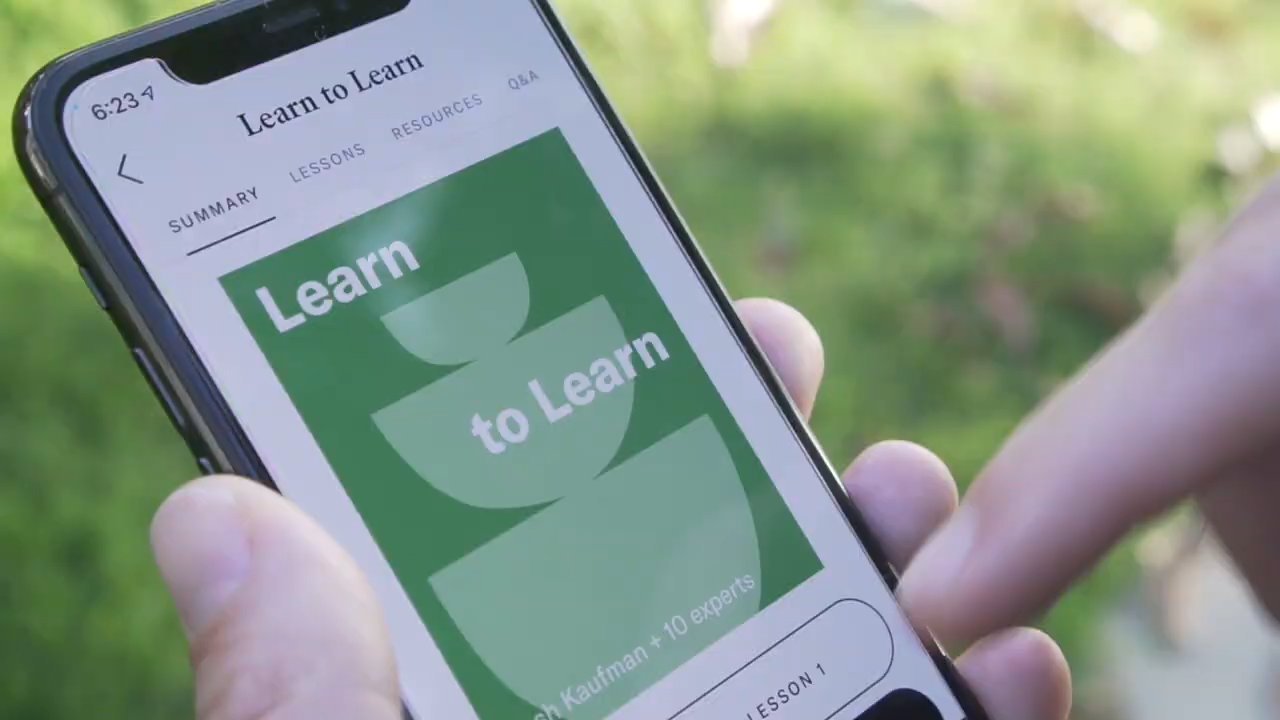 6:23
Learn to Learn
SUMMARY LESSONS RESOURCES Q&A
Learn
to Learn
sh Kaufman + 10 experts
LESSON 1